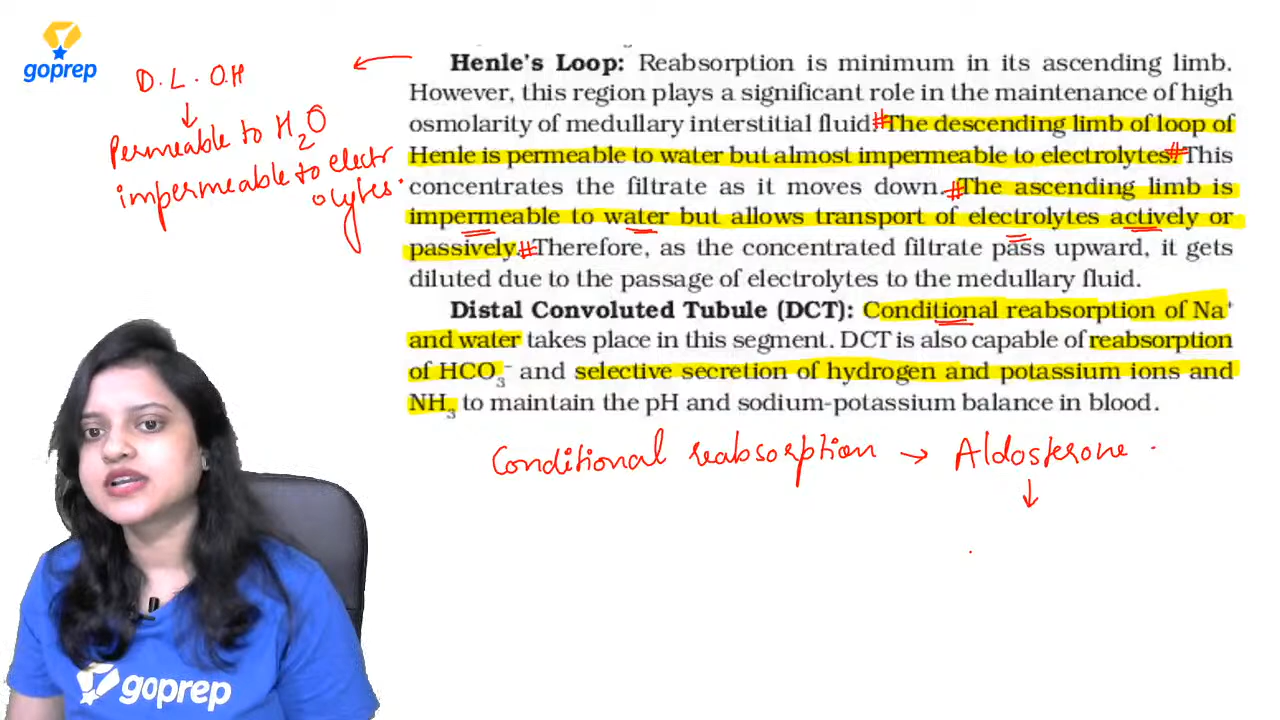 goprep
D.L.O.H
↓
Permeable to H2O
impermeable to electr
olytes.
Henle's Loop: Reabsorption is minimum in its ascending limb.
However, this region plays a significant role in the maintenance of high
osmolarity of medullary interstitial fluid. #The descending limb of loop of
Henle is permeable to water but almost impermeable to electrolytes.# This
concentrates the filtrate as it moves down. #The ascending limb is
impermeable to water but allows transport of electrolytes actively or
passively.# Therefore, as the concentrated filtrate pass upward, it gets
diluted due to the passage of electrolytes to the medullary fluid.
Distal Convoluted Tubule (DCT): Conditional reabsorption of Na+
and water takes place in this segment. DCT is also capable of reabsorption
of HCO3− and selective secretion of hydrogen and potassium ions and
NH3 to maintain the pH and sodium-potassium balance in blood.
Conditional reabsorption → Aldosterone
↓
goprep